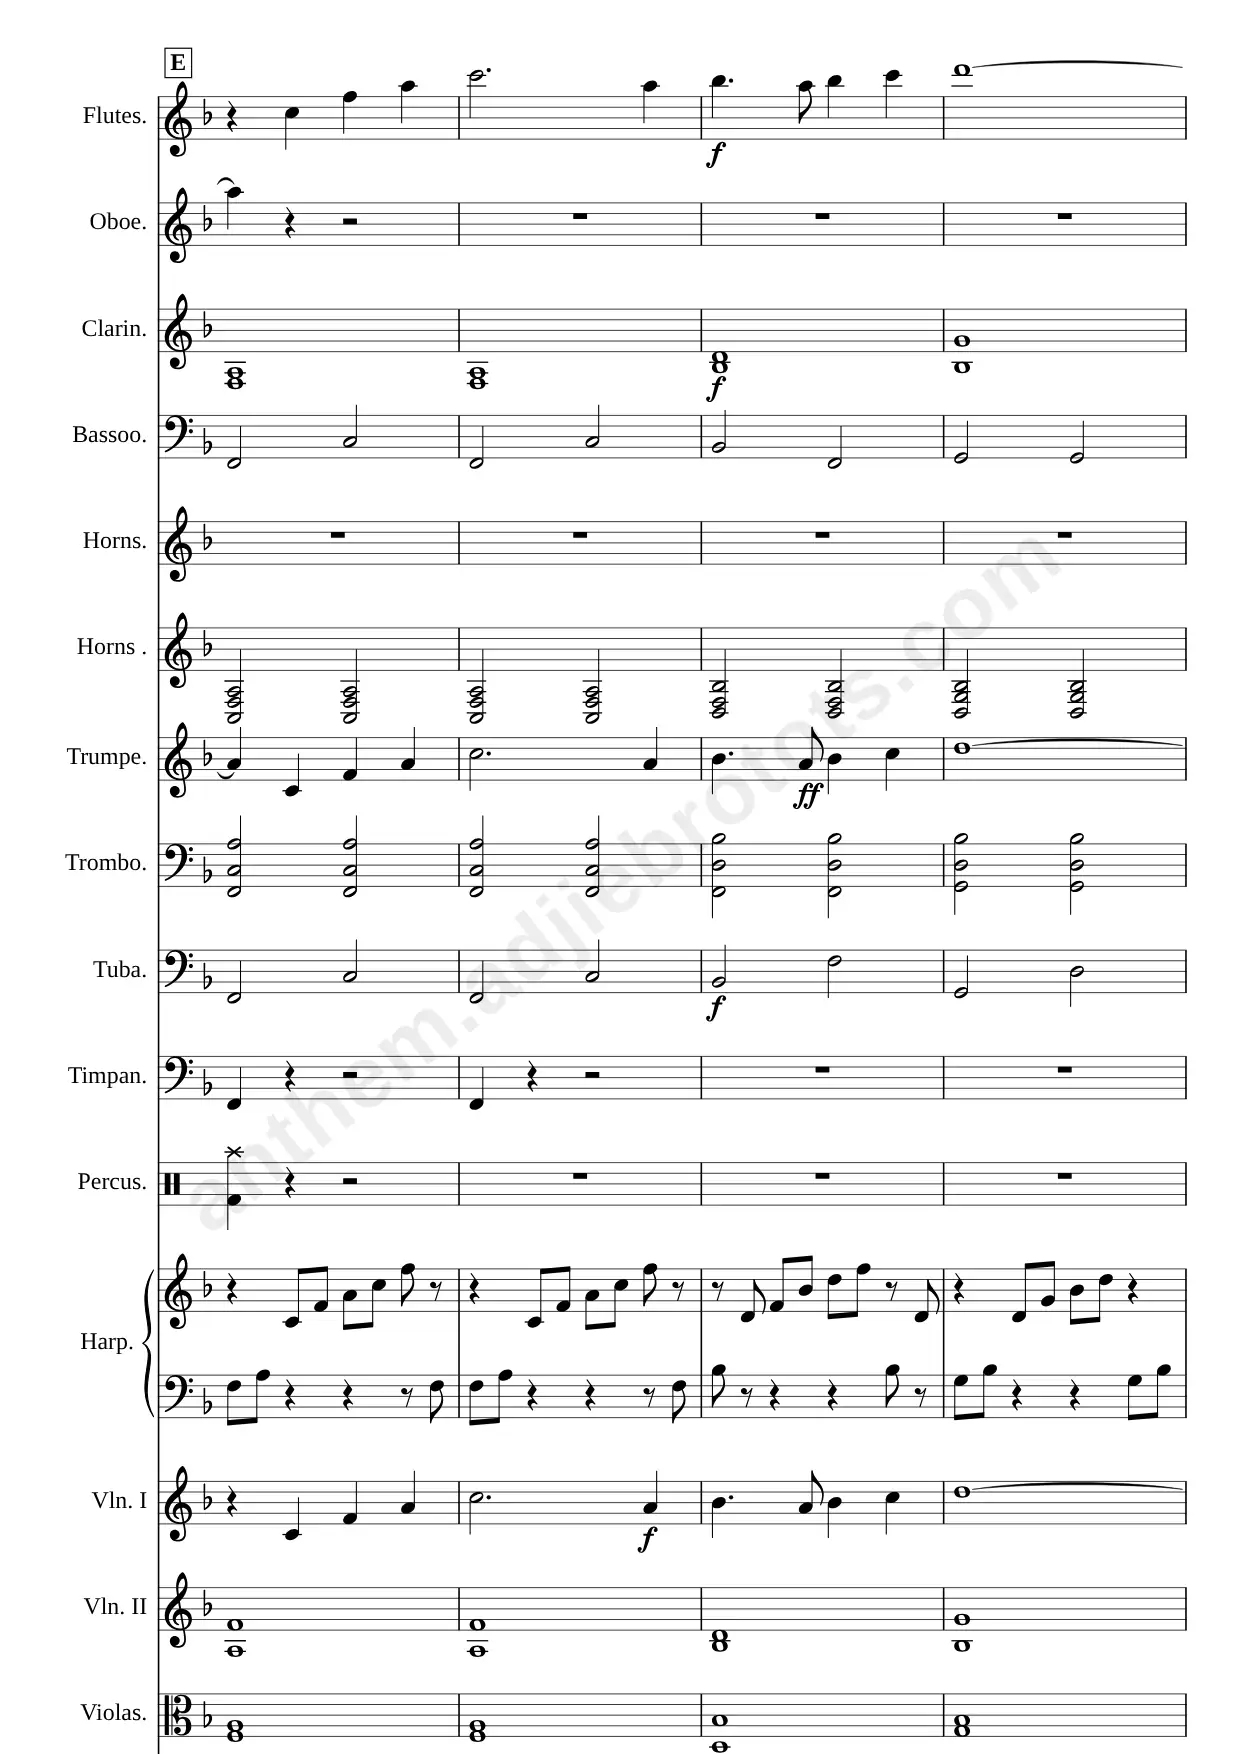 E
Flutes.
f
Oboe.
Clarin.
f
Bassoo.
Horns.
Horns .
Trumpe.
ff
Trombo.
Tuba.
f
Timpan.
Percus.
Harp.
Vln. I
f
Vln. II
Violas.
anthem.adjiebrotots.com